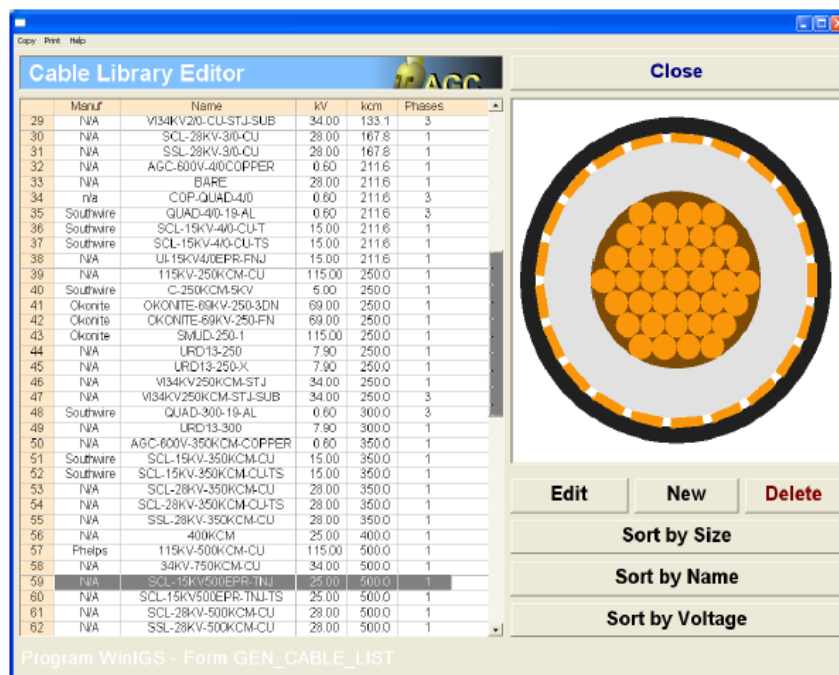 Copy Print Help
Cable Library Editor
AGC
Close
Manuf Name kV kcm Phases
29 N/A VI34KV2/0-CU-STJ-SUB 34.00 133.1 3
30 N/A SCL-28KV-3/0-CU 28.00 167.8 1
31 N/A SSL-28KV-3/0-CU 28.00 167.8 1
32 N/A AGC-600V-4/0COPPER 0.60 211.6 1
33 N/A BARE 28.00 211.6 1
34 n/a COP-QUAD-4/0 0.60 211.6 3
35 Southwire QUAD-4/0-19-AL 0.60 211.6 3
36 Southwire SCL-15KV-4/0-CU-T 15.00 211.6 1
37 Southwire SCL-15KV-4/0-CU-TS 15.00 211.6 1
38 N/A UI-15KV4/0EPR-FNJ 15.00 211.6 1
39 N/A 115KV-250KCM-CU 115.00 250.0 1
40 Southwire C-250KCM-5KV 5.00 250.0 1
41 Okonite OKONITE-69KV-250-3DN 69.00 250.0 1
42 Okonite OKONITE-69KV-250-FN 69.00 250.0 1
43 Okonite SMUD-250-1 115.00 250.0 1
44 N/A URD13-250 7.90 250.0 1
45 N/A URD13-250-X 7.90 250.0 1
46 N/A VI34KV250KCM-STJ 34.00 250.0 1
47 N/A VI34KV250KCM-STJ-SUB 34.00 250.0 3
48 Southwire QUAD-300-19-AL 0.60 300.0 3
49 N/A URD13-300 7.90 300.0 1
50 N/A AGC-600V-350KCM-COPPER 0.60 350.0 1
51 Southwire SCL-15KV-350KCM-CU 15.00 350.0 1
52 Southwire SCL-15KV-350KCM-CU-TS 15.00 350.0 1
53 N/A SCL-28KV-350KCM-CU 28.00 350.0 1
54 N/A SCL-28KV-350KCM-CU-TS 28.00 350.0 1
55 N/A SSL-28KV-350KCM-CU 28.00 350.0 1
56 N/A 400KCM 25.00 400.0 1
57 Phelps 115KV-500KCM-CU 115.00 500.0 1
58 N/A 34KV-750KCM-CU 34.00 500.0 1
59 N/A SCL-15KV500EPR-TNJ 25.00 500.0 1
60 N/A SCL-15KV500EPR-TNJ-TS 25.00 500.0 1
61 N/A SCL-28KV-500KCM-CU 28.00 500.0 1
62 N/A SSL-28KV-500KCM-CU 28.00 500.0 1
Edit New Delete
Sort by Size
Sort by Name
Sort by Voltage
Program WinIGS - Form GEN_CABLE_LIST